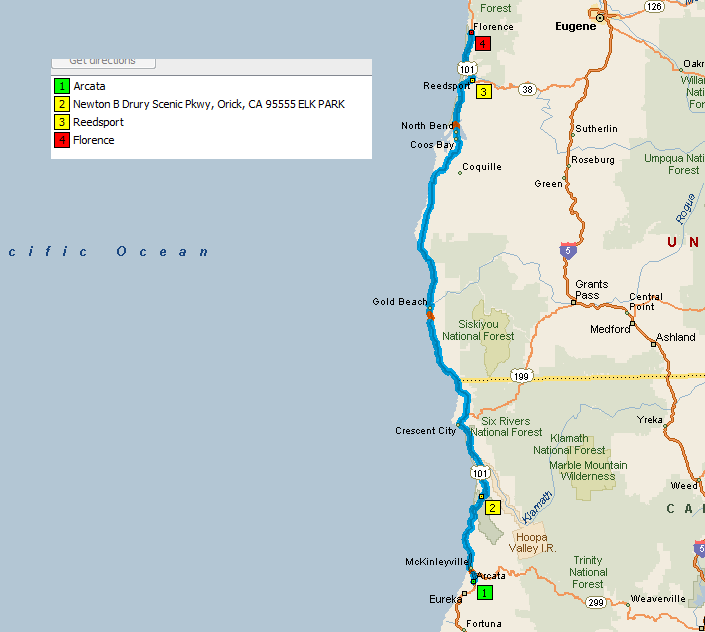 Forest
126
Florence
Eugene
4
Get directions
1 Arcata
2 Newton B Drury Scenic Pkwy, Orick, CA 95555 ELK PARK
3 Reedsport
4 Florence
101
Oakr
Reedsport
3
38
Willa
Nati
For
North Bend
Sutherlin
Coos Bay
Coquille
Roseburg
Umpqua Natio
Forest
Green
Rogue
cific Ocean
5
U N
Grants
Pass
Gold Beach
Central
Point
Siskiyou
National Forest
Medford
Ashland
199
Crescent City
Six Rivers
National Forest
Yreka
Klamath
National Forest
Marble Mountain
Wilderness
101
Weed
2
Klamath
C A
Hoopa
Valley I.R.
5
McKinleyville
Arcata
Trinity
National
Forest
1
Eureka
299
Weaverville
Fortuna